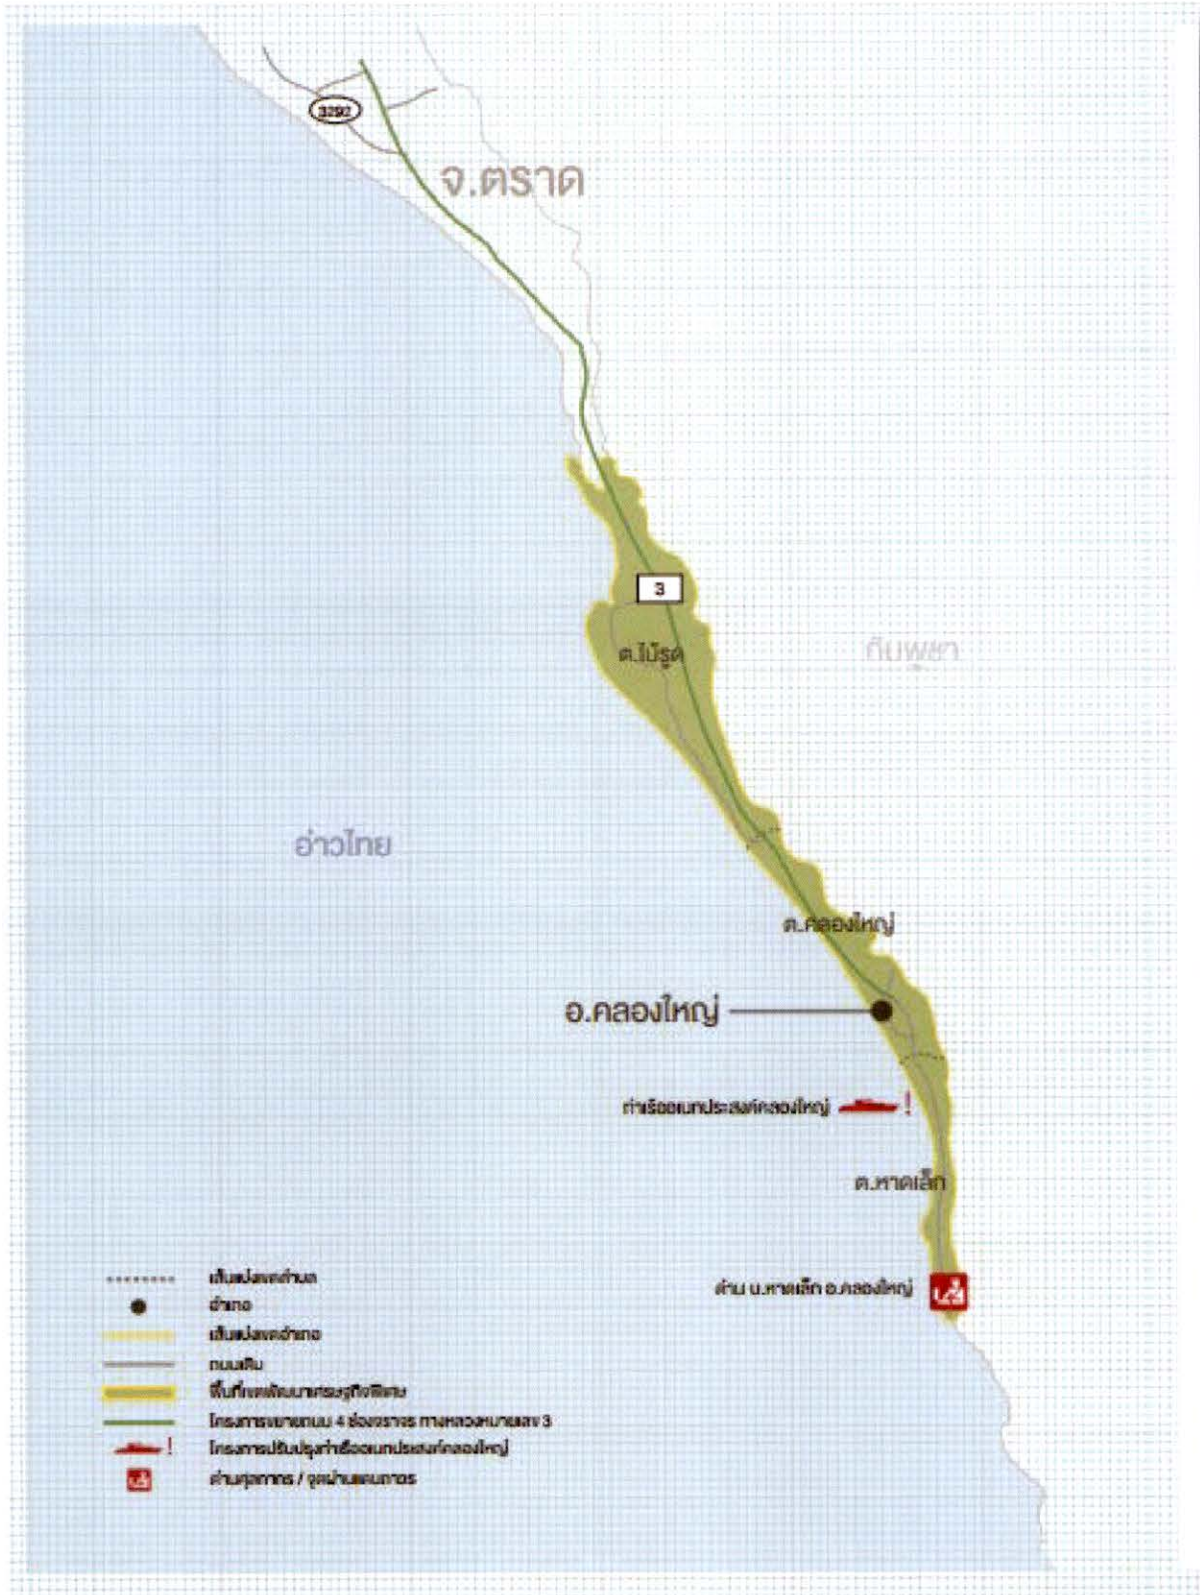 3292
จ.ตราด
3
ต.ไม้รูด
กัมพูชา
อ่าวไทย
ต.คลองใหญ่
อ.คลองใหญ่
ท่าเรืออเนกประสงค์คลองใหญ่ !
ต.หาดเล็ก
ด่าน บ.หาดเล็ก อ.คลองใหญ่
เส้นแบ่งเขตตำบล
อำเภอ
เส้นแบ่งเขตอำเภอ
ถนนเดิม
พื้นที่เขตพัฒนาเศรษฐกิจพิเศษ
โครงการขยายถนน 4 ช่องจราจร ทางหลวงหมายเลข 3
! โครงการปรับปรุงท่าเรืออเนกประสงค์คลองใหญ่
ด่านศุลกากร / จุดผ่านแดนถาวร